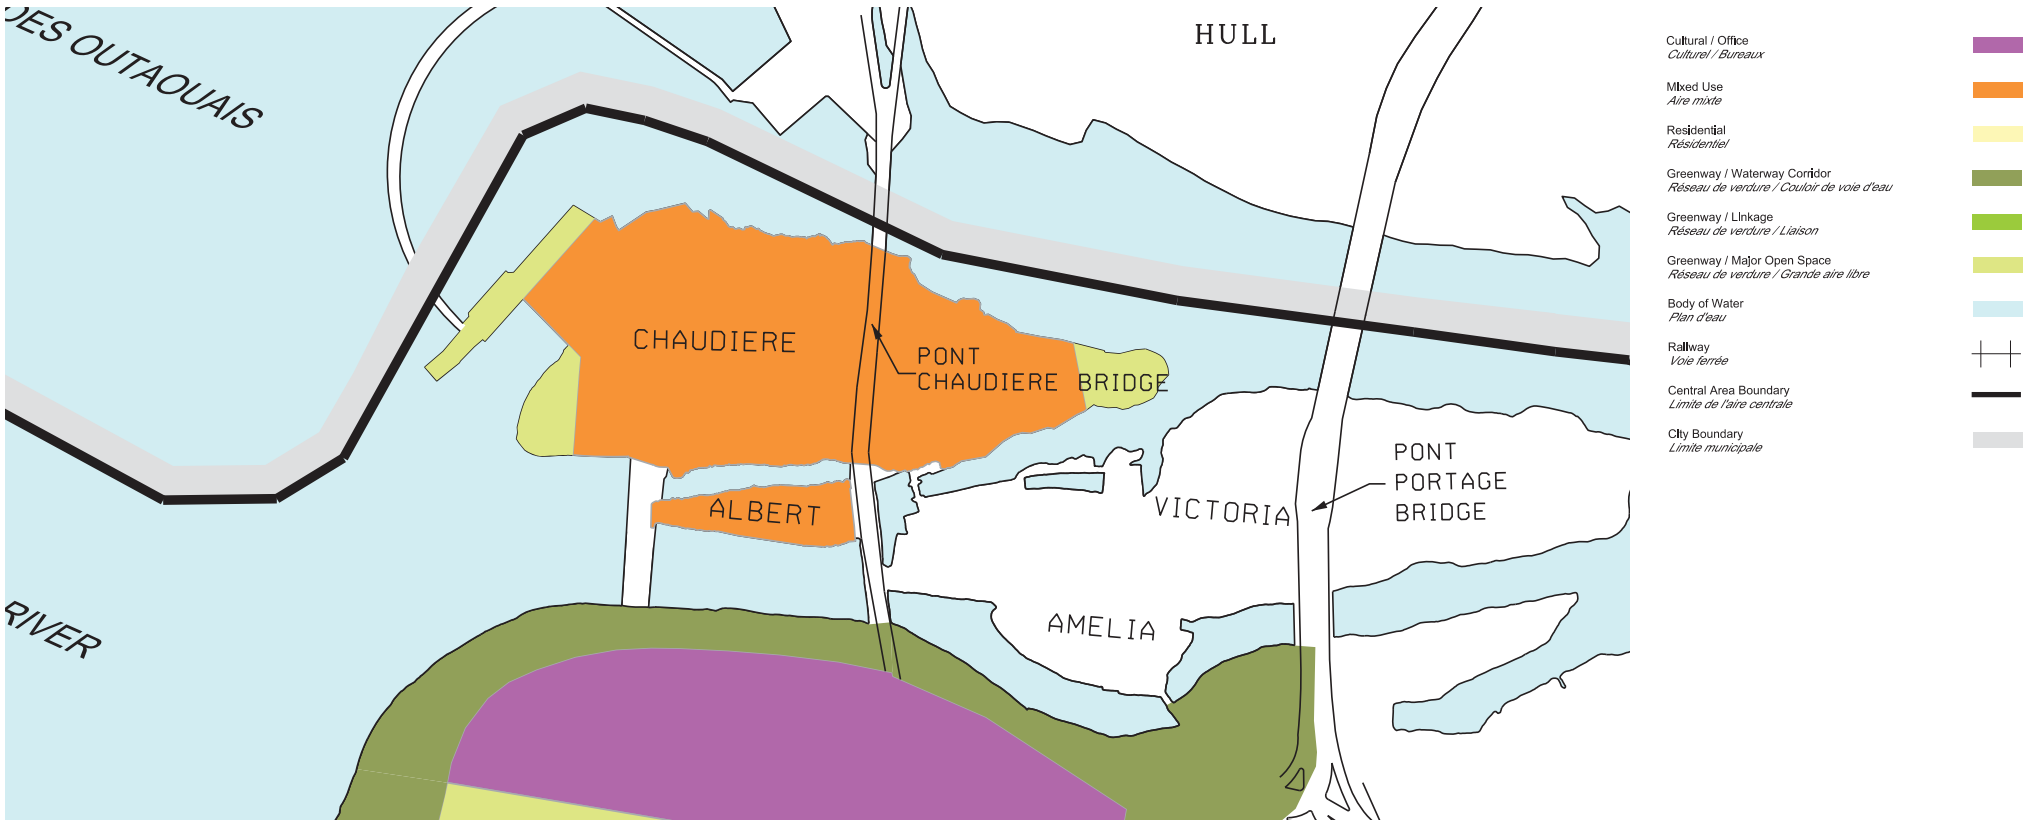 DES OUTAOUAIS
HULL
CHAUDIERE
PONT
CHAUDIERE BRIDGE
ALBERT
VICTORIA
PONT
PORTAGE
BRIDGE
AMELIA
RIVER
Cultural / Office
Culturel / Bureaux
Mixed Use
Aire mixte
Residential
Résidentiel
Greenway / Waterway Corridor
Réseau de verdure / Couloir de voie d'eau
Greenway / Linkage
Réseau de verdure / Liaison
Greenway / Major Open Space
Réseau de verdure / Grande aire libre
Body of Water
Plan d'eau
Railway
Voie ferrée
Central Area Boundary
Limite de l'aire centrale
City Boundary
Limite municipale